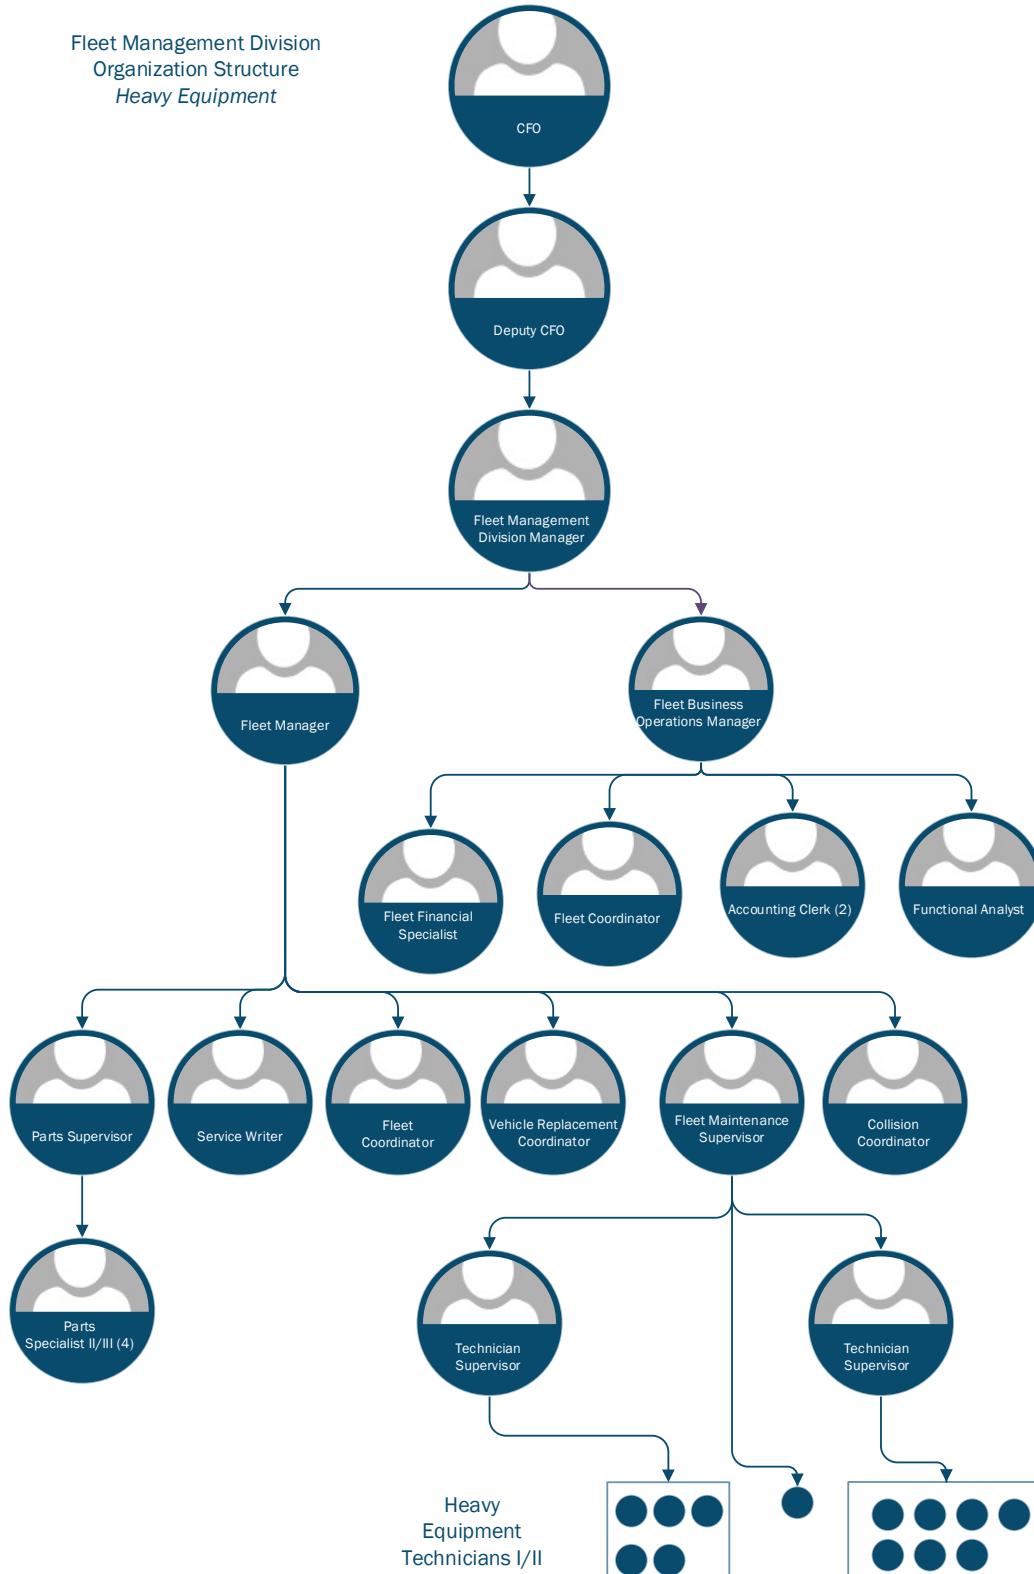 Fleet Management Division
Organization Structure
Heavy Equipment
CFO
Deputy CFO
Fleet Management
Division Manager
Fleet Manager
Fleet Business
Operations Manager
Fleet Financial
Specialist
Fleet Coordinator
Accounting Clerk (2)
Functional Analyst
Parts Supervisor
Service Writer
Fleet
Coordinator
Vehicle Replacement
Coordinator
Fleet Maintenance
Supervisor
Collision
Coordinator
Parts
Specialist II/III (4)
Technician
Supervisor
Technician
Supervisor
Heavy
Equipment
Technicians I/II